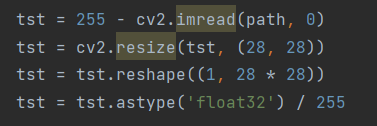 tst = 255 - cv2.imread(path, 0)
tst = cv2.resize(tst, (28, 28))
tst = tst.reshape((1, 28 * 28))
tst = tst.astype('float32') / 255